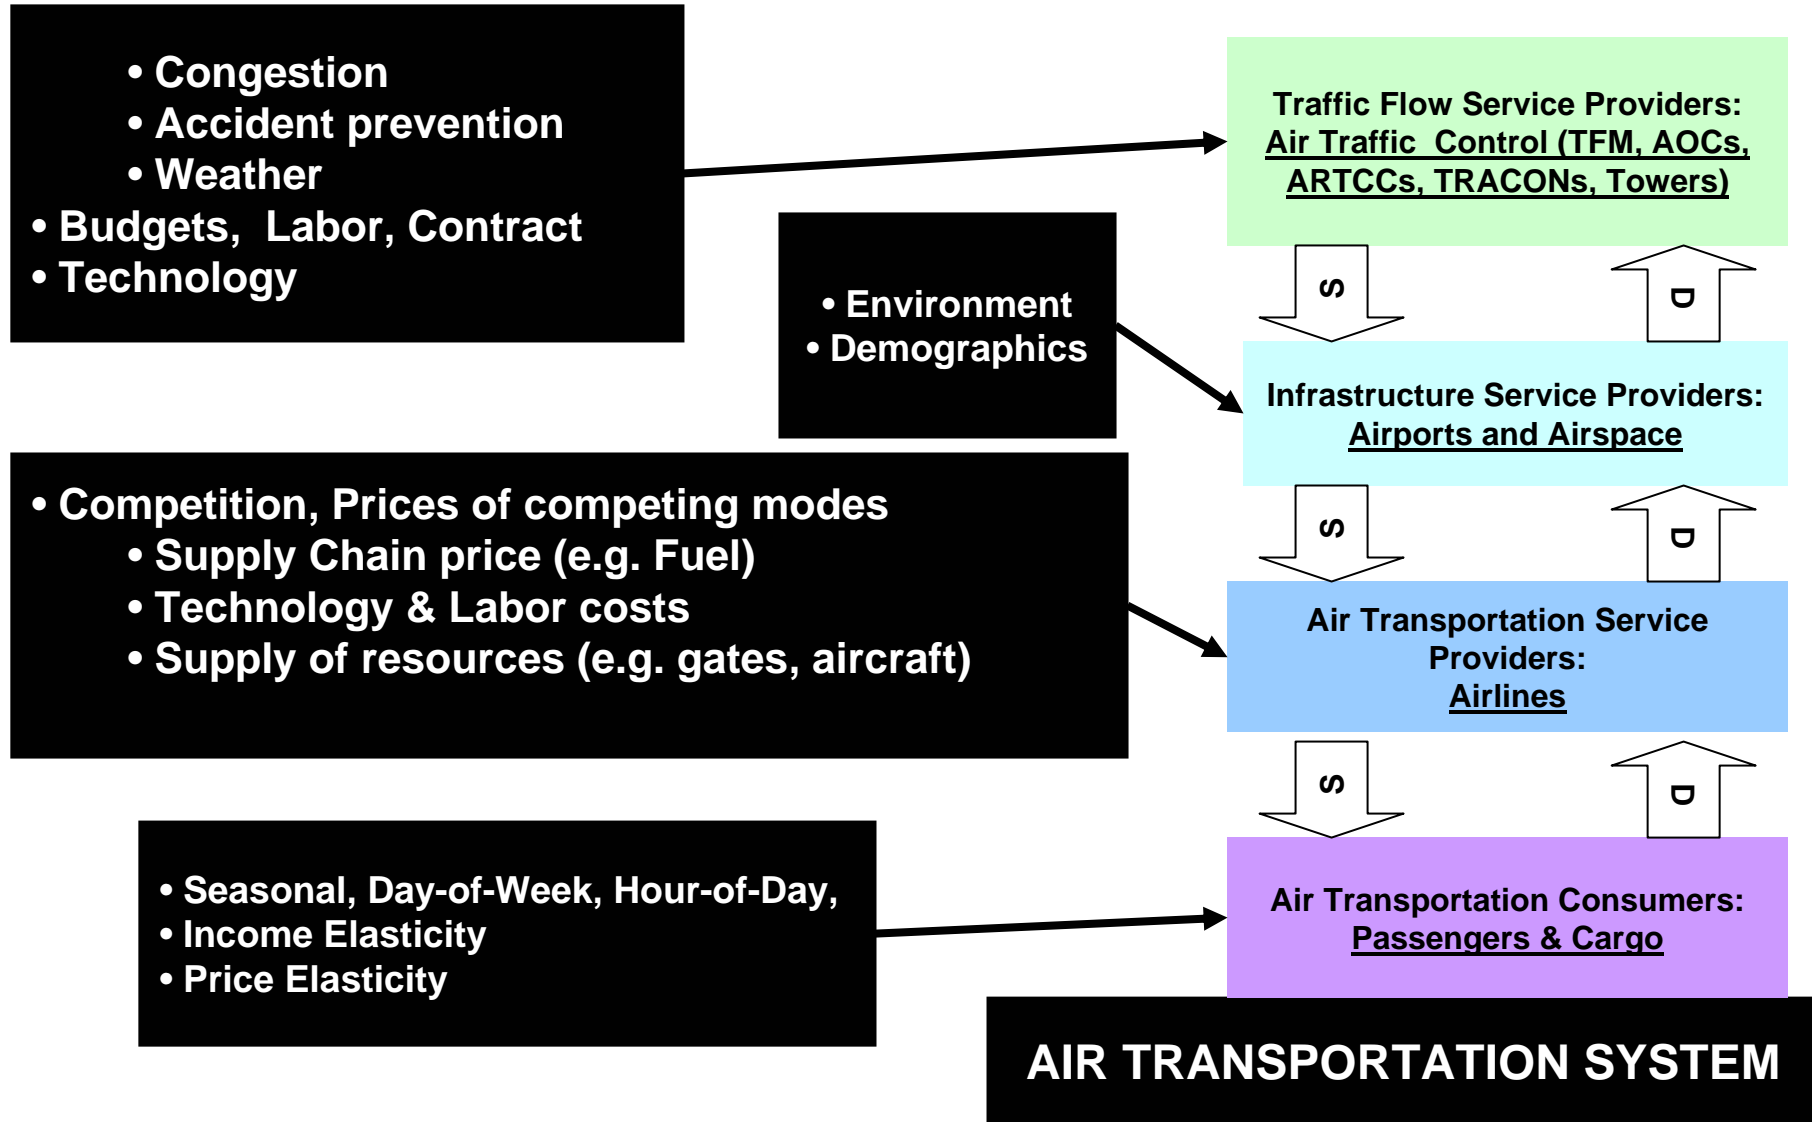 • Congestion
• Accident prevention
• Weather
• Budgets,  Labor, Contract
• Technology
Traffic Flow Service Providers:
Air Traffic  Control (TFM, AOCs,
ARTCCs, TRACONs, Towers)
S
D
• Environment
• Demographics
Infrastructure Service Providers:
Airports and Airspace
S
D
• Competition, Prices of competing modes
• Supply Chain price (e.g. Fuel)
• Technology & Labor costs
• Supply of resources (e.g. gates, aircraft)
Air Transportation Service
Providers:
Airlines
S
D
• Seasonal, Day-of-Week, Hour-of-Day,
• Income Elasticity
• Price Elasticity
Air Transportation Consumers:
Passengers & Cargo
AIR TRANSPORTATION SYSTEM